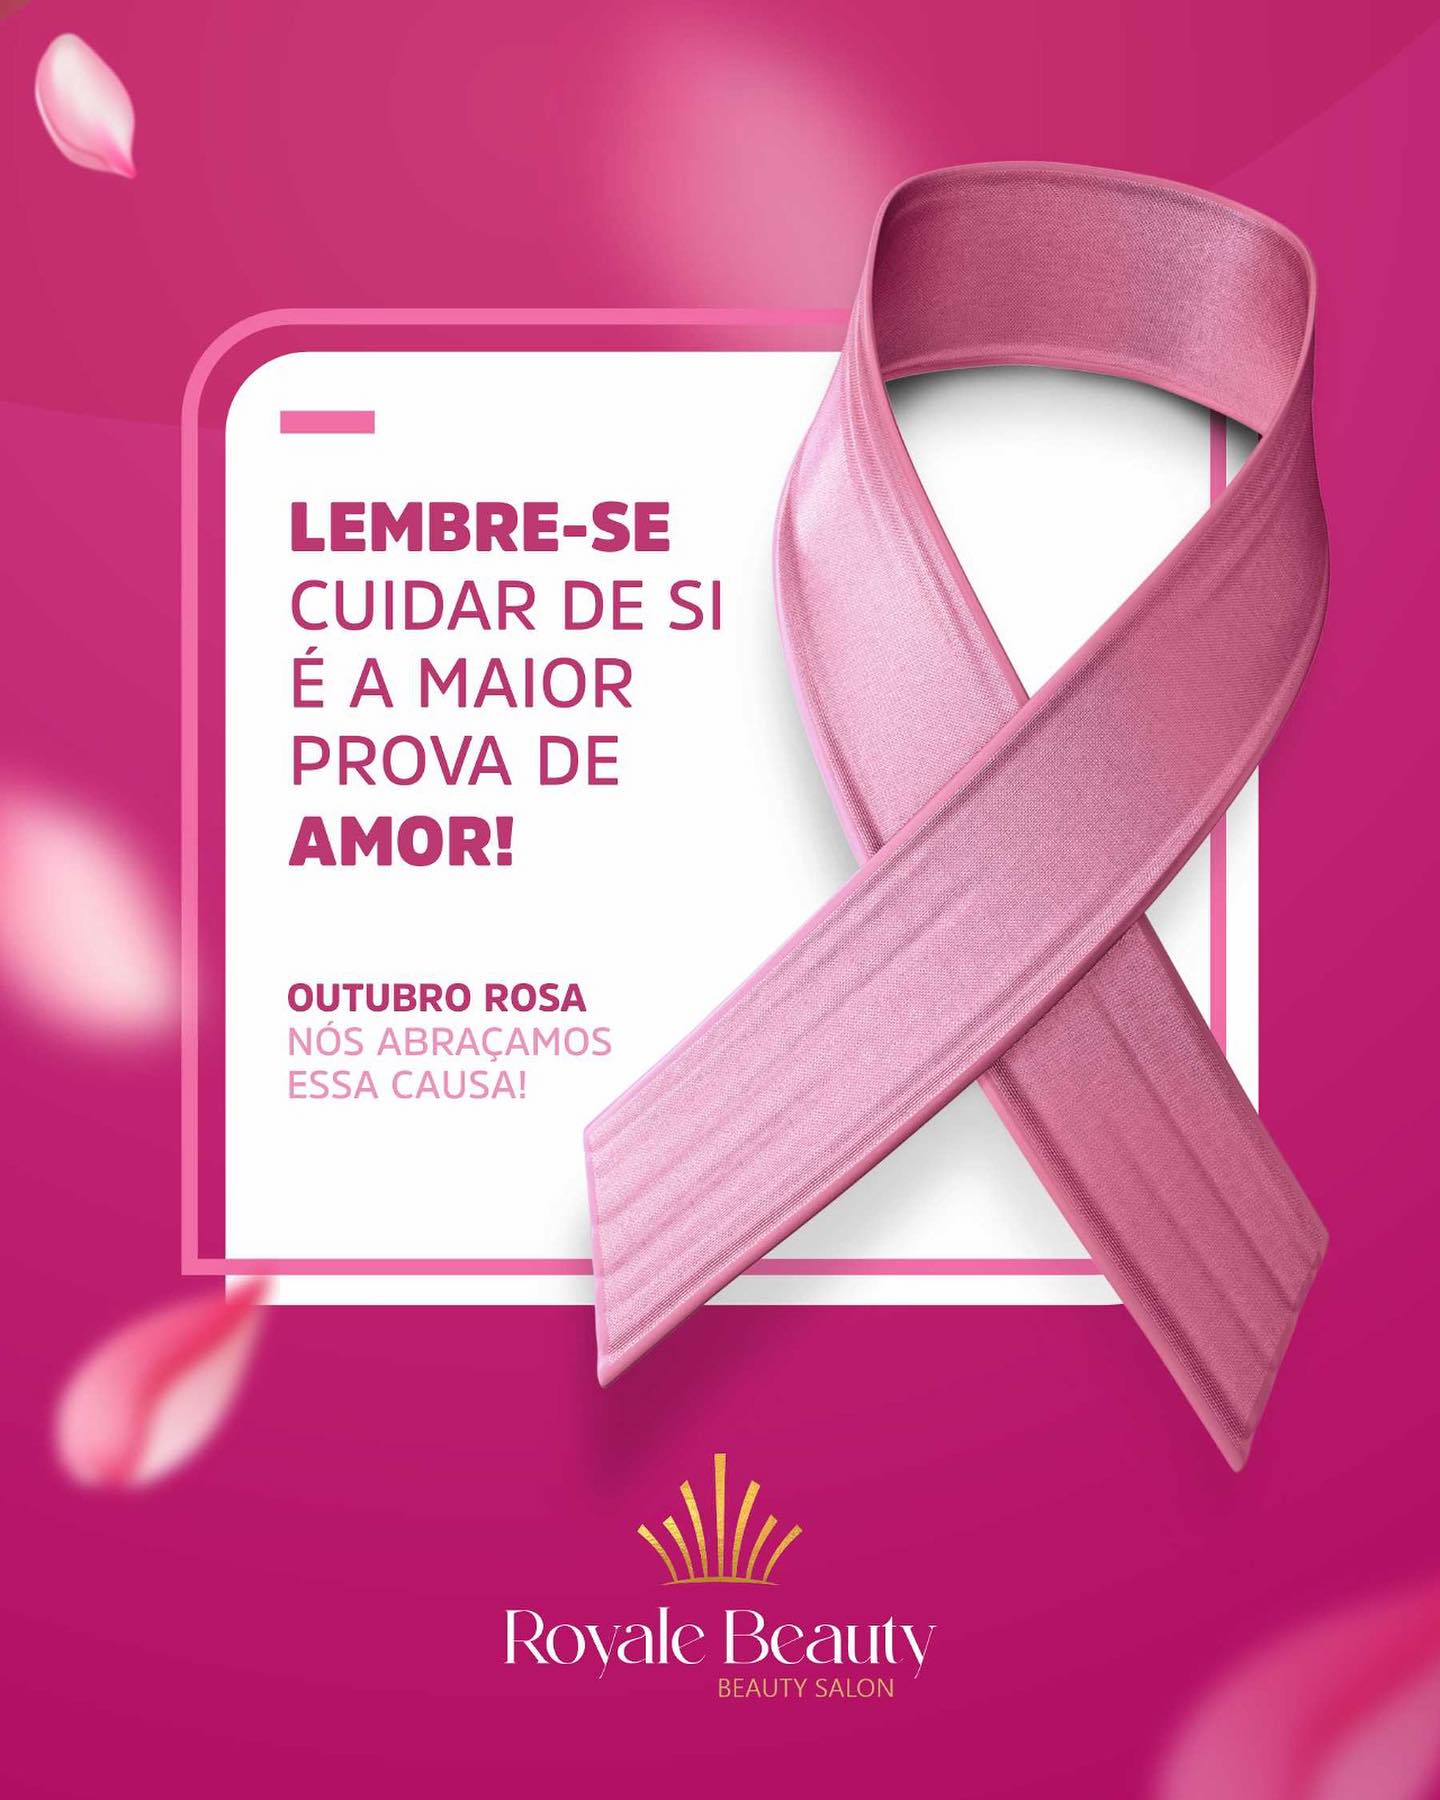 LEMBRE-SE
CUIDAR DE SI
É A MAIOR
PROVA DE
AMOR!
OUTUBRO ROSA
NÓS ABRAÇAMOS
ESSA CAUSA!
Royale Beauty
BEAUTY SALON